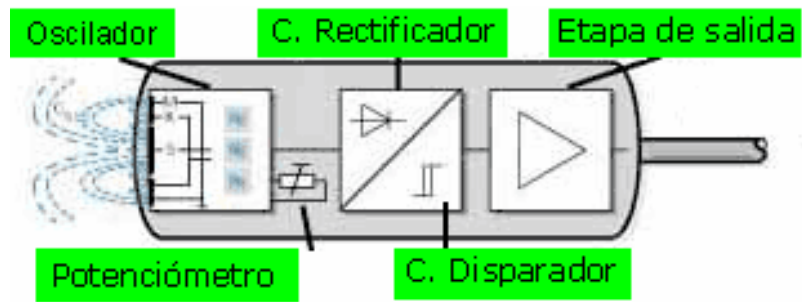 Oscilador
C. Rectificador
Etapa de salida
Potenciómetro
C. Disparador